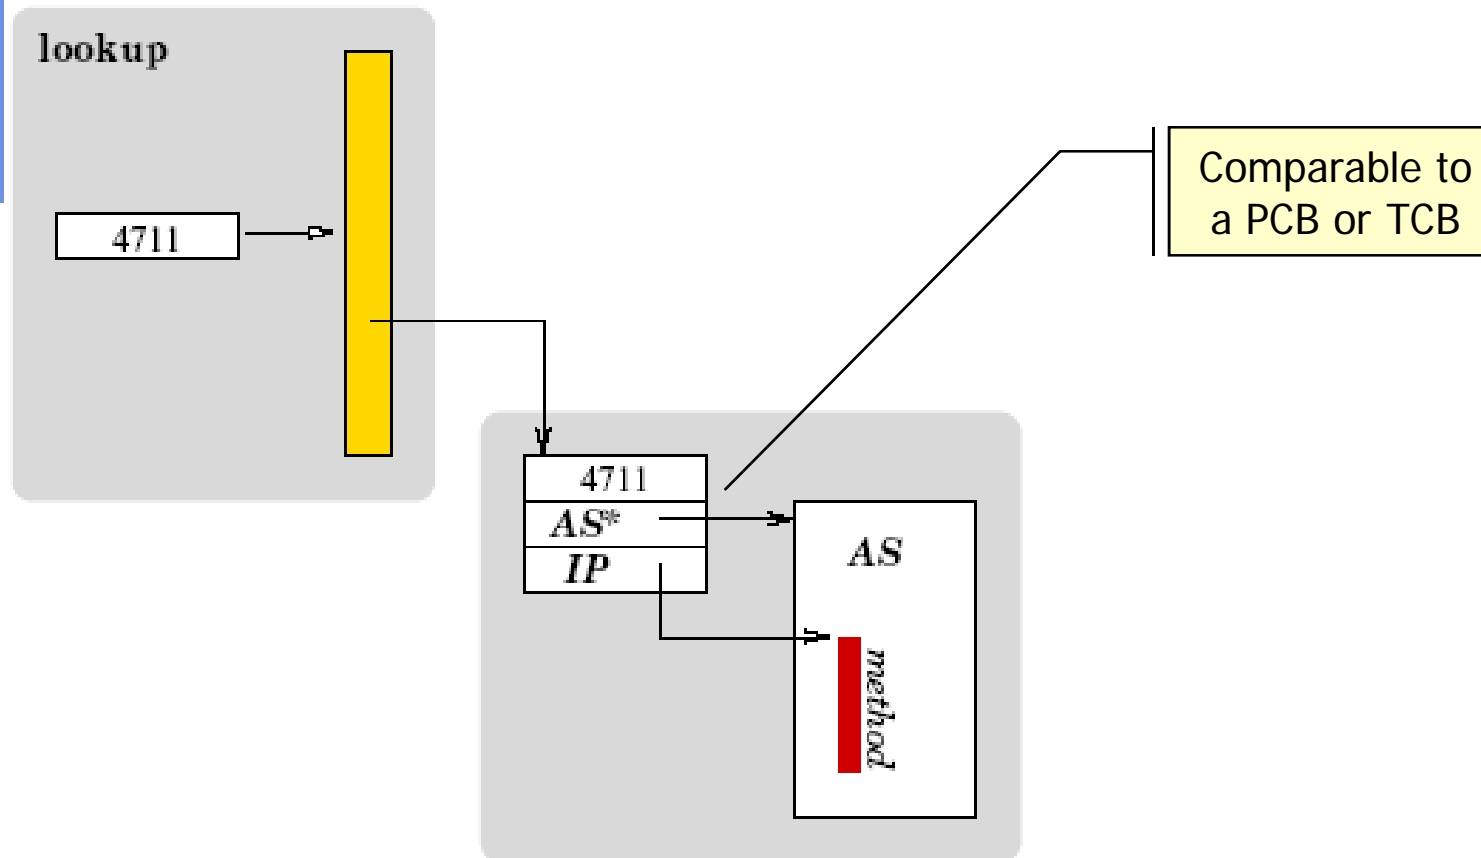 lookup
4711
Comparable to
a PCB or TCB
4711
AS*
IP
AS
method